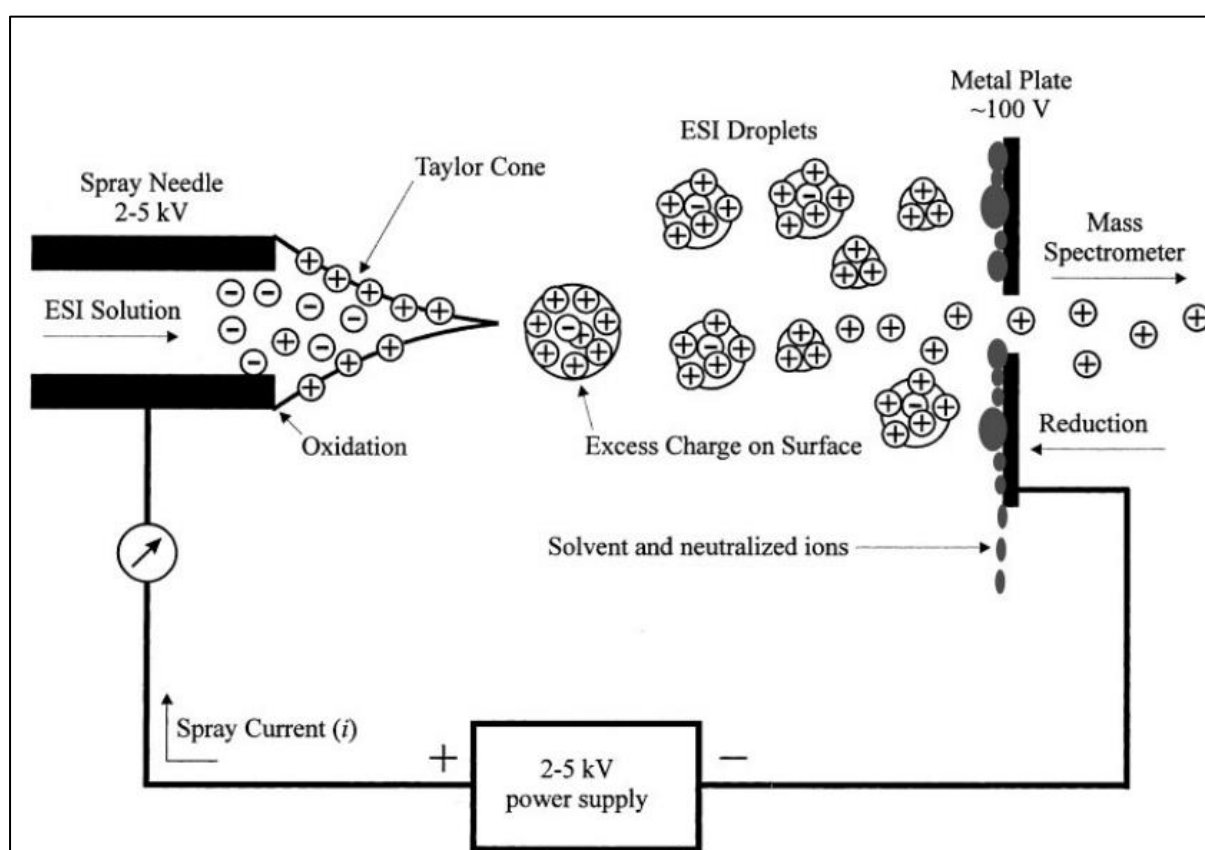 Metal Plate
~100 V
ESI Droplets
Taylor Cone
Spray Needle
2-5 kV
Mass
Spectrometer
ESI Solution
Oxidation
Excess Charge on Surface
Reduction
Solvent and neutralized ions
Spray Current (i)
+
−
2-5 kV
power supply